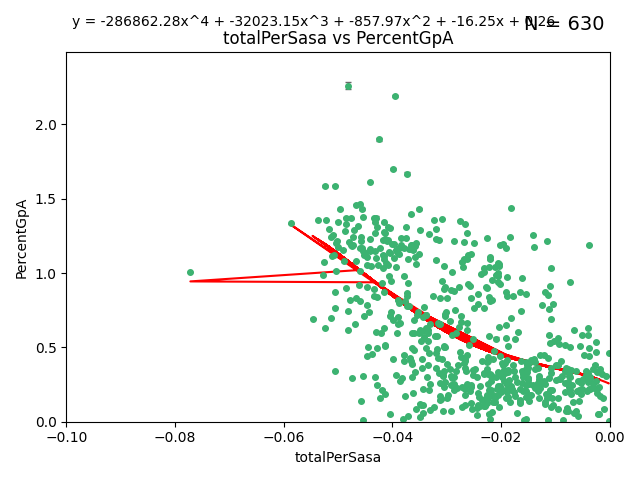 y = -286862.28x^4 + -32023.15x^3 + -857.97x^2 + -16.25x + 0.26
N = 630
totalPerSasa vs PercentGpA
PercentGpA
2.0
1.5
1.0
0.5
0.0
−0.10 −0.08 −0.06 −0.04 −0.02 0.00
totalPerSasa